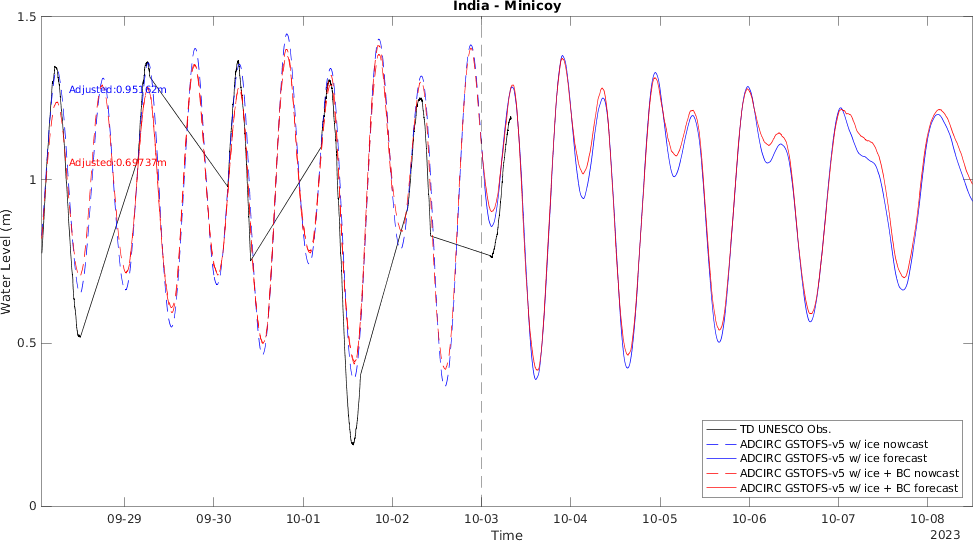 India - Minicoy
1.5
1
0.5
0
Water Level (m)
Adjusted:0.95162m
Adjusted:0.69737m
TD UNESCO Obs.
ADCIRC GSTOFS-v5 w/ ice nowcast
ADCIRC GSTOFS-v5 w/ ice forecast
ADCIRC GSTOFS-v5 w/ ice + BC nowcast
ADCIRC GSTOFS-v5 w/ ice + BC forecast
09-29 09-30 10-01 10-02 10-03 10-04 10-05 10-06 10-07 10-08
2023
Time